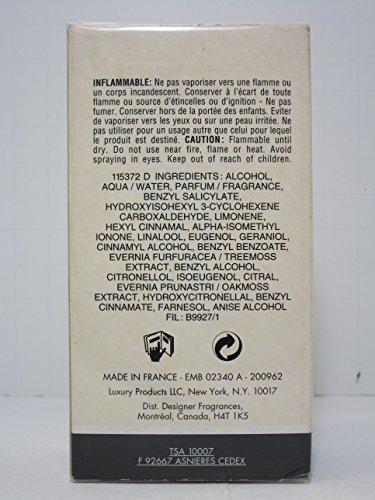 INFLAMMABLE: Ne pas vaporiser vers une flamme ou
un corps incandescent. Conserver à l'écart de toute
flamme ou source d'étincelles ou d'ignition - Ne pas
fumer. Conserver hors de la portée des enfants. Eviter
de vaporiser vers les yeux ou sur une peau irritée. Ne
pas utiliser pour un usage autre que celui pour lequel
le produit est destiné. CAUTION: Flammable until
dry. Do not use near fire, flame or heat. Avoid
spraying in eyes. Keep out of reach of children.
115372 D INGREDIENTS: ALCOHOL,
AQUA / WATER, PARFUM / FRAGRANCE,
BENZYL SALICYLATE,
HYDROXYISOHEXYL 3-CYCLOHEXENE
CARBOXALDEHYDE, LIMONENE,
HEXYL CINNAMAL, ALPHA-ISOMETHYL
IONONE, LINALOOL, EUGENOL, GERANIOL,
CINNAMYL ALCOHOL, BENZYL BENZOATE,
EVERNIA FURFURACEA / TREEMOSS
EXTRACT, BENZYL ALCOHOL,
CITRONELLOL, ISOEUGENOL, CITRAL,
EVERNIA PRUNASTRI / OAKMOSS
EXTRACT, HYDROXYCITRONELLAL, BENZYL
CINNAMATE, FARNESOL, ANISE ALCOHOL
FIL : B9927/1
MADE IN FRANCE - EMB 02340 A - 200962
Luxury Products LLC, New York, N.Y. 10017
Dist. Designer Fragrances,
Montréal, Canada, H4T 1K5
TSA 10007
F 92667 ASNIERES CEDEX